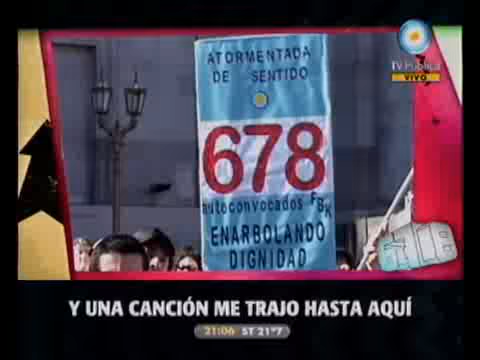 TV Pública
VIVO
ATORMENTADA
DE SENTIDO
678
autoconvocados FBK
ENARBOLANDO
DIGNIDAD
678
Y UNA CANCIÓN ME TRAJO HASTA AQUÍ
21:06 ST 21°7